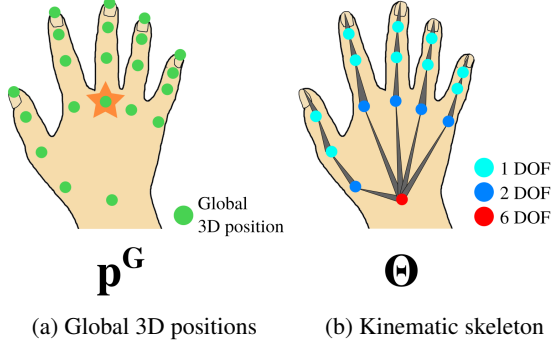 Global
3D position
1 DOF
2 DOF
6 DOF
p^G
Θ
(a) Global 3D positions
(b) Kinematic skeleton